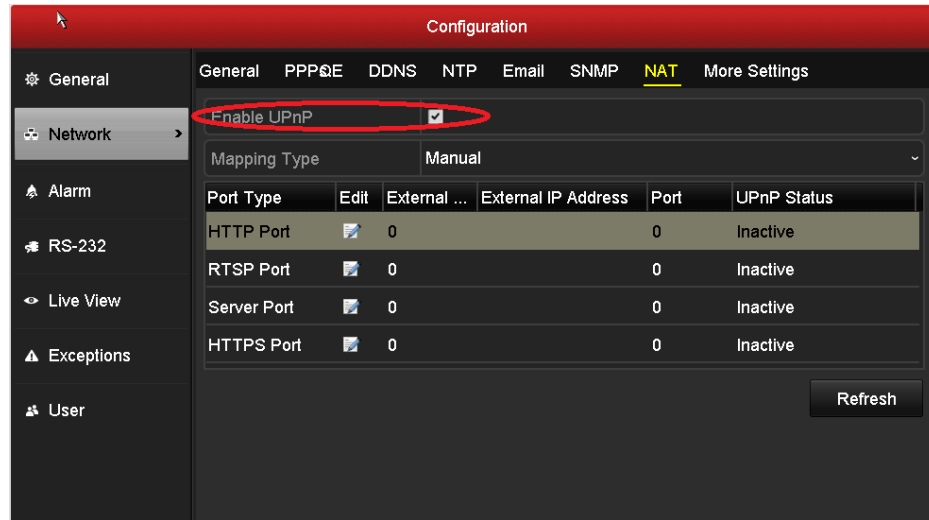 Configuration
General
Network
Alarm
RS-232
Live View
Exceptions
User
General PPPOE DDNS NTP Email SNMP NAT More Settings
Enable UPnP
Mapping Type Manual
Port Type Edit External ... External IP Address Port UPnP Status
HTTP Port 0 0 Inactive
RTSP Port 0 0 Inactive
Server Port 0 0 Inactive
HTTPS Port 0 0 Inactive
Refresh